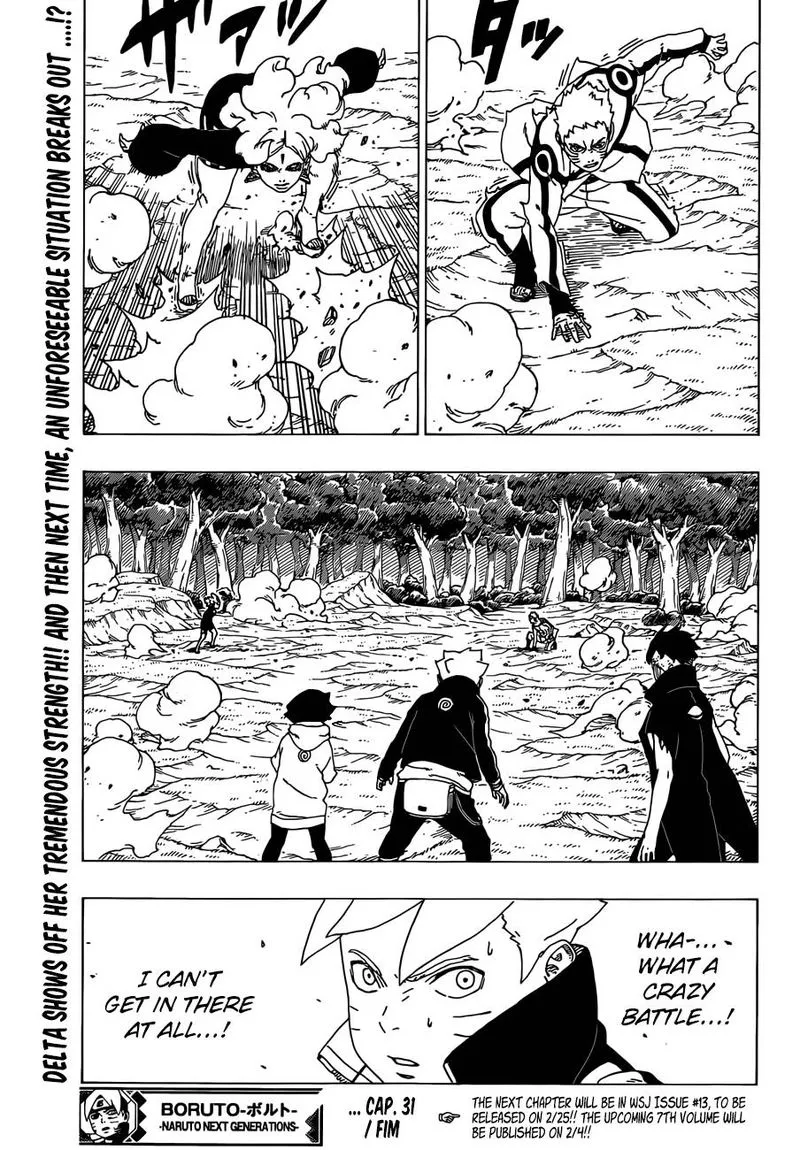 DELTA SHOWS OFF HER TREMENDOUS STRENGTH!! AND THEN NEXT TIME, AN UNFORESEEABLE SITUATION BREAKS OUT ....!?
ザァッ
ダッ
WHA-...
WHAT A
CRAZY
BATTLE...!
I CAN'T
GET IN THERE
AT ALL...!
BORUTO-ボルト-
-NARUTO NEXT GENERATIONS-
... CAP. 31
/ FIM
☞ THE NEXT CHAPTER WILL BE IN WSJ ISSUE #13, TO BE
RELEASED ON 2/25!! THE UPCOMING 7TH VOLUME WILL
BE PUBLISHED ON 2/4!!